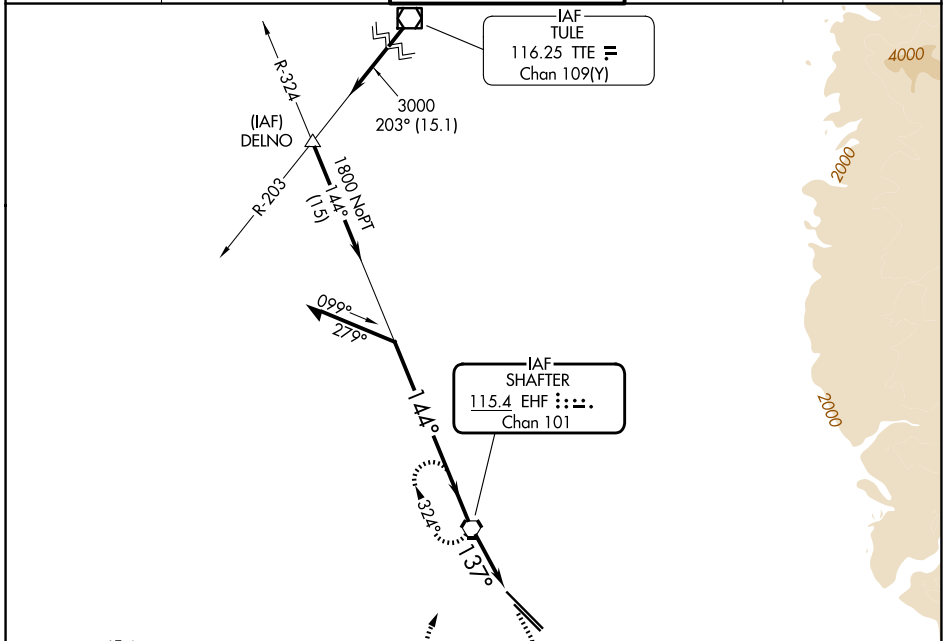 IAF
TULE
116.25 TTE
Chan 109(Y)
4000
R-324
3000
203° (15.1)
(IAF)
DELNO
2000
1800 NoPT
144°
(15)
R-203
099°
279°
IAF
SHAFTER
115.4 EHF
Chan 101
144°
2000
324°
137°